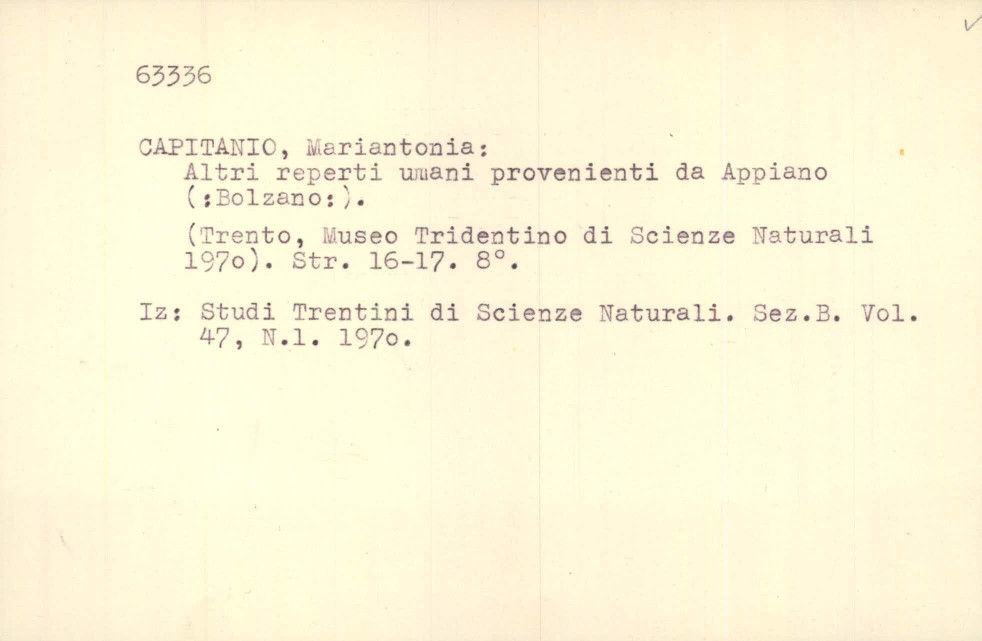 63336
CAPITANIO, Mariantonia:
Altri reperti umani provenienti da Appiano
(:Bolzano:).
(Trento, Museo Tridentino di Scienze Naturali
197o). Str. 16-17. 8°.
Iz: Studi Trentini di Scienze Naturali. Sez.B. Vol.
47, N.l. 197o.